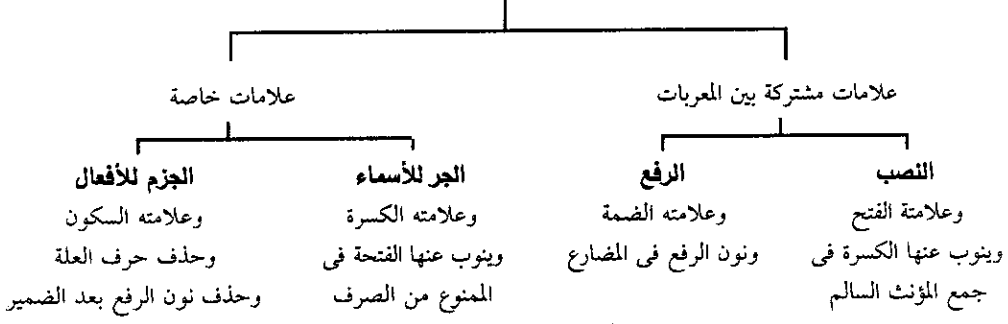 علامات مشتركة بين المعربات
علامات خاصة
النصب
وعلامتة الفتح
وينوب عنها الكسرة فى
جمع المؤنث السالم
الرفع
وعلامته الضمة
ونون الرفع فى المضارع
الجر للأسماء
وعلامته الكسرة
وينوب عنها الفتحة فى
الممنوع من الصرف
الجزم للأفعال
وعلامته السكون
وحذف حرف العلة
وحذف نون الرفع بعد الضمير